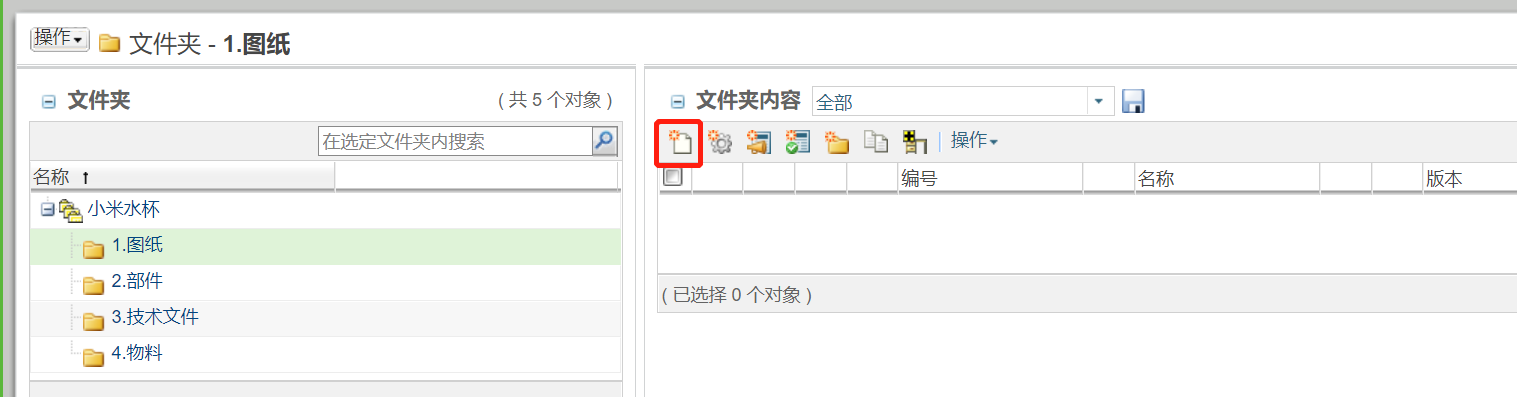 操作
文件夹 - 1.图纸
文件夹
( 共 5 个对象 )
在选定文件夹内搜索
名称 ↑
小米水杯
1.图纸
2.部件
3.技术文件
4.物料
文件夹内容
全部
操作
编号 名称 版本
( 已选择 0 个对象 )